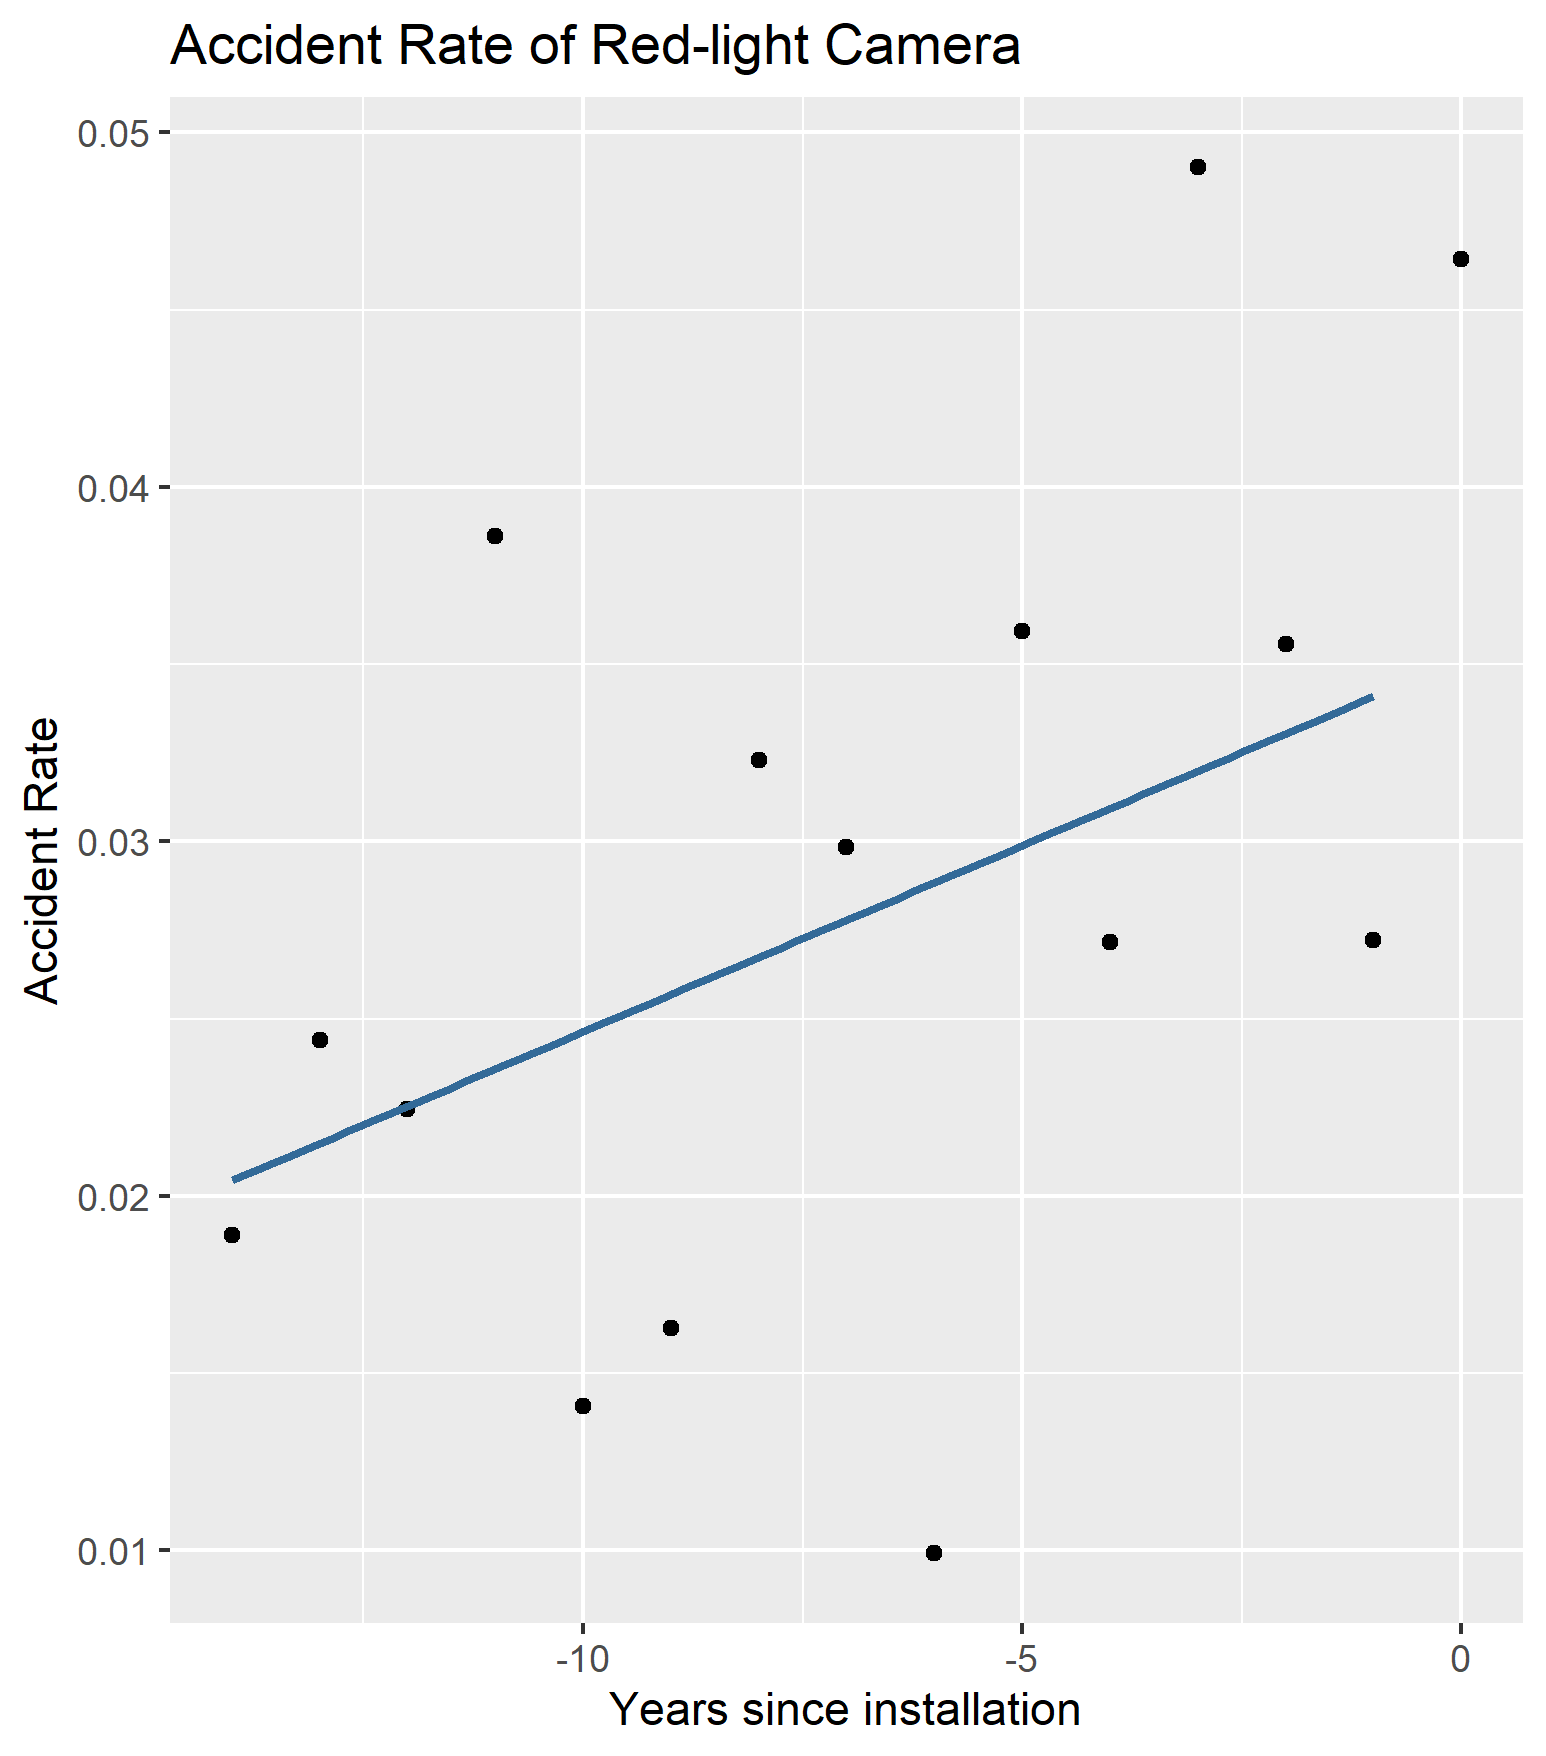 Accident Rate of Red-light Camera
0.05
0.04
0.03
0.02
0.01
Accident Rate
-10
-5
0
Years since installation